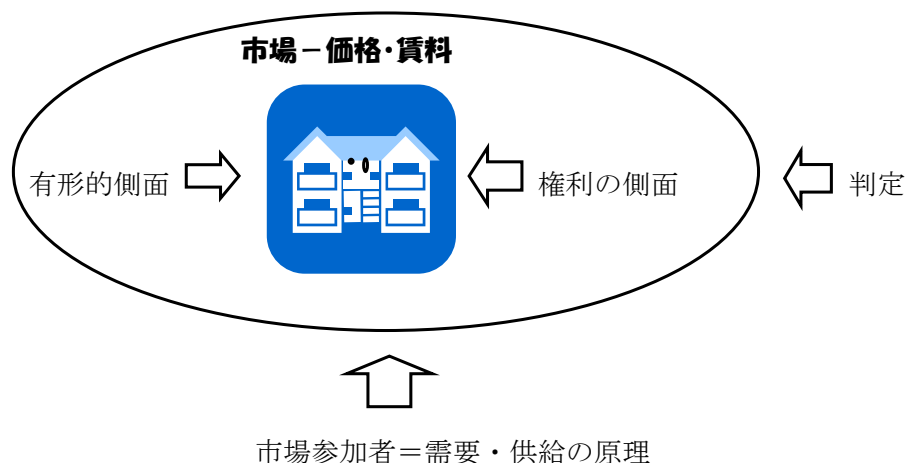 市場－価格・賃料
有形的側面
権利の側面
判定
市場参加者＝需要・供給の原理